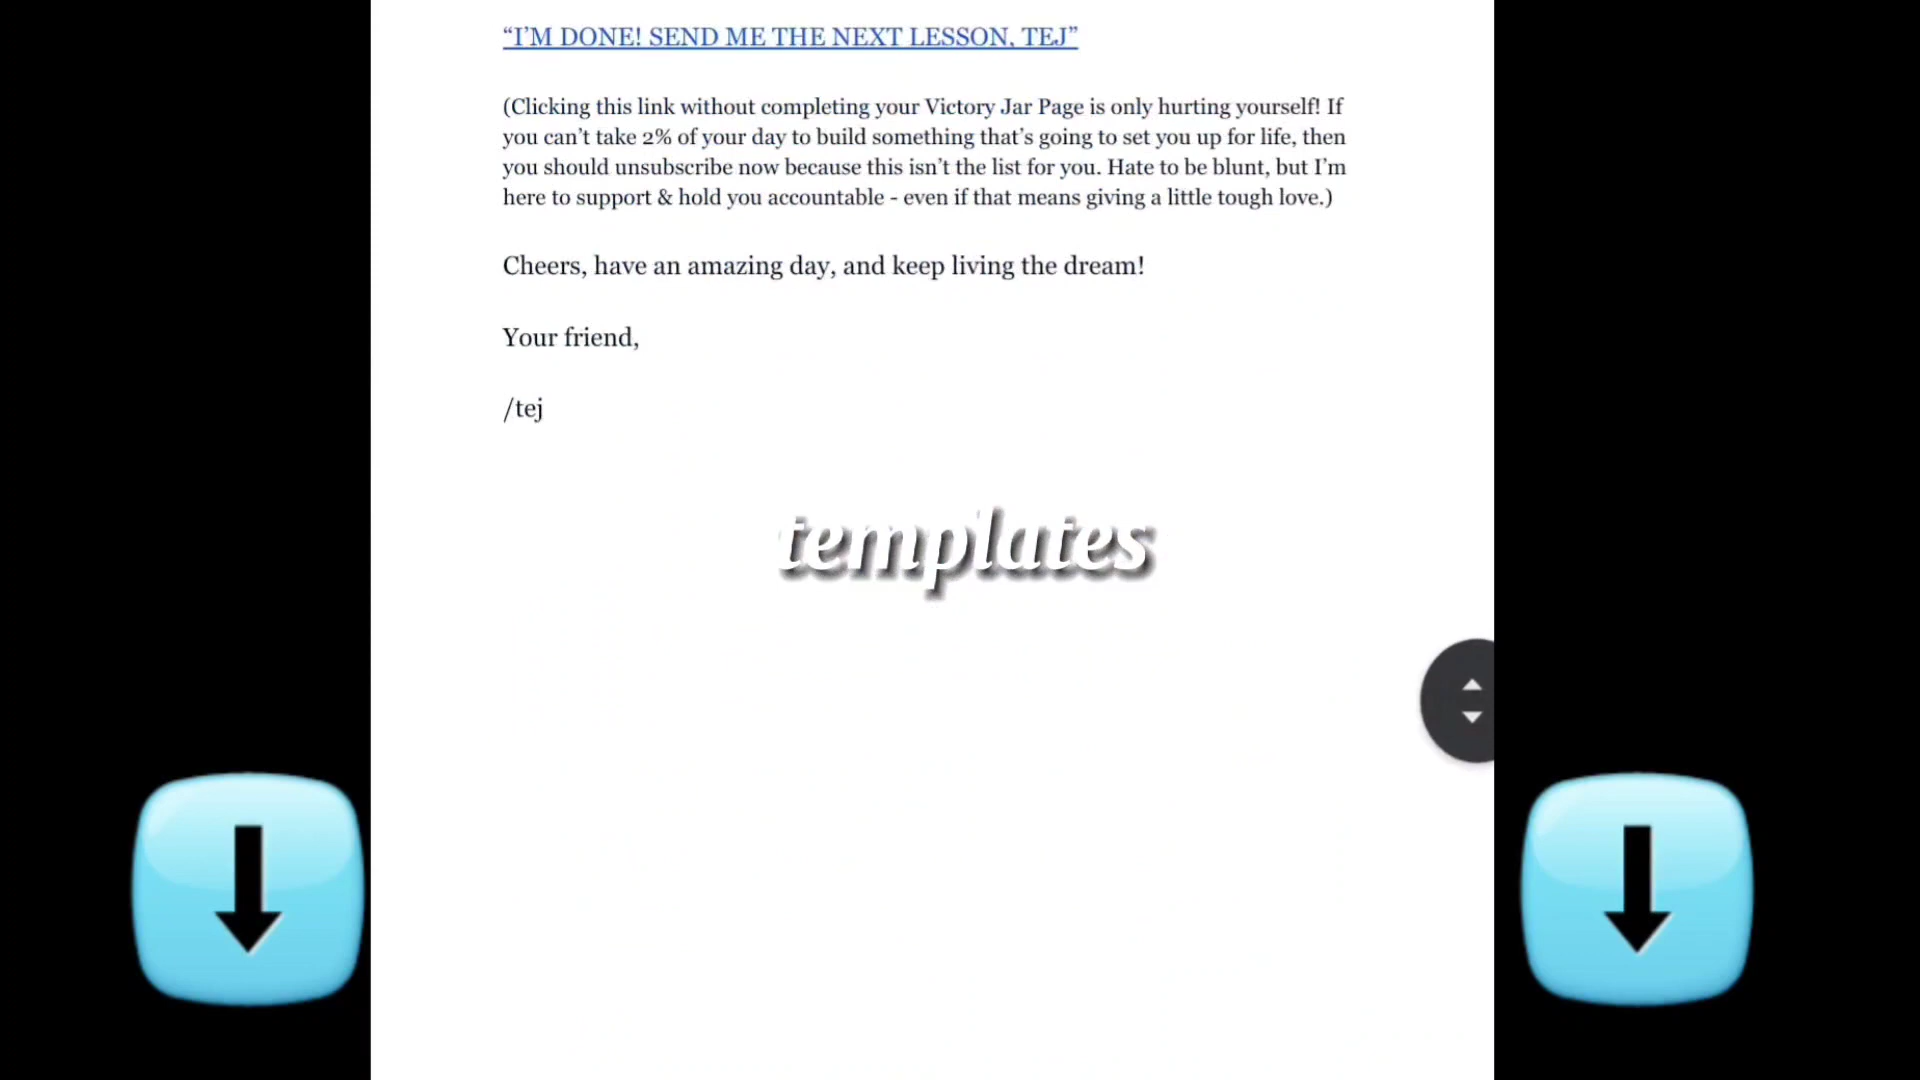 “I’M DONE! SEND ME THE NEXT LESSON, TEJ”
(Clicking this link without completing your Victory Jar Page is only hurting yourself! If
you can’t take 2% of your day to build something that’s going to set you up for life, then
you should unsubscribe now because this isn’t the list for you. Hate to be blunt, but I’m
here to support & hold you accountable - even if that means giving a little tough love.)
Cheers, have an amazing day, and keep living the dream!
Your friend,
/tej
templates